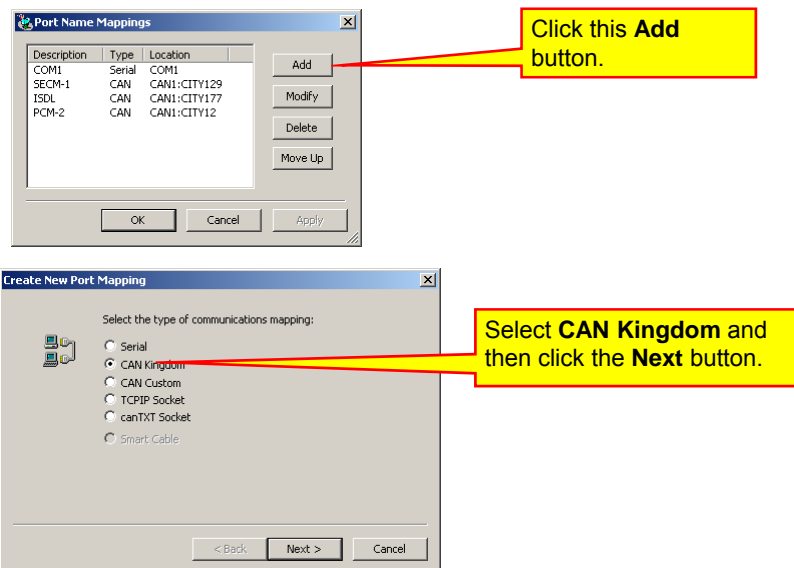 Port Name Mappings
Click this Add
button.
Description Type Location
COM1 Serial COM1
SECM-1 CAN CAN1:CITY129
ISDL CAN CAN1:CITY177
PCM-2 CAN CAN1:CITY12
Add
Modify
Delete
Move Up
OK Cancel Apply
Create New Port Mapping
Select the type of communications mapping:
Serial
CAN Kingdom
CAN Custom
TCPIP Socket
canTXT Socket
Smart Cable
Select CAN Kingdom and
then click the Next button.
< Back Next > Cancel